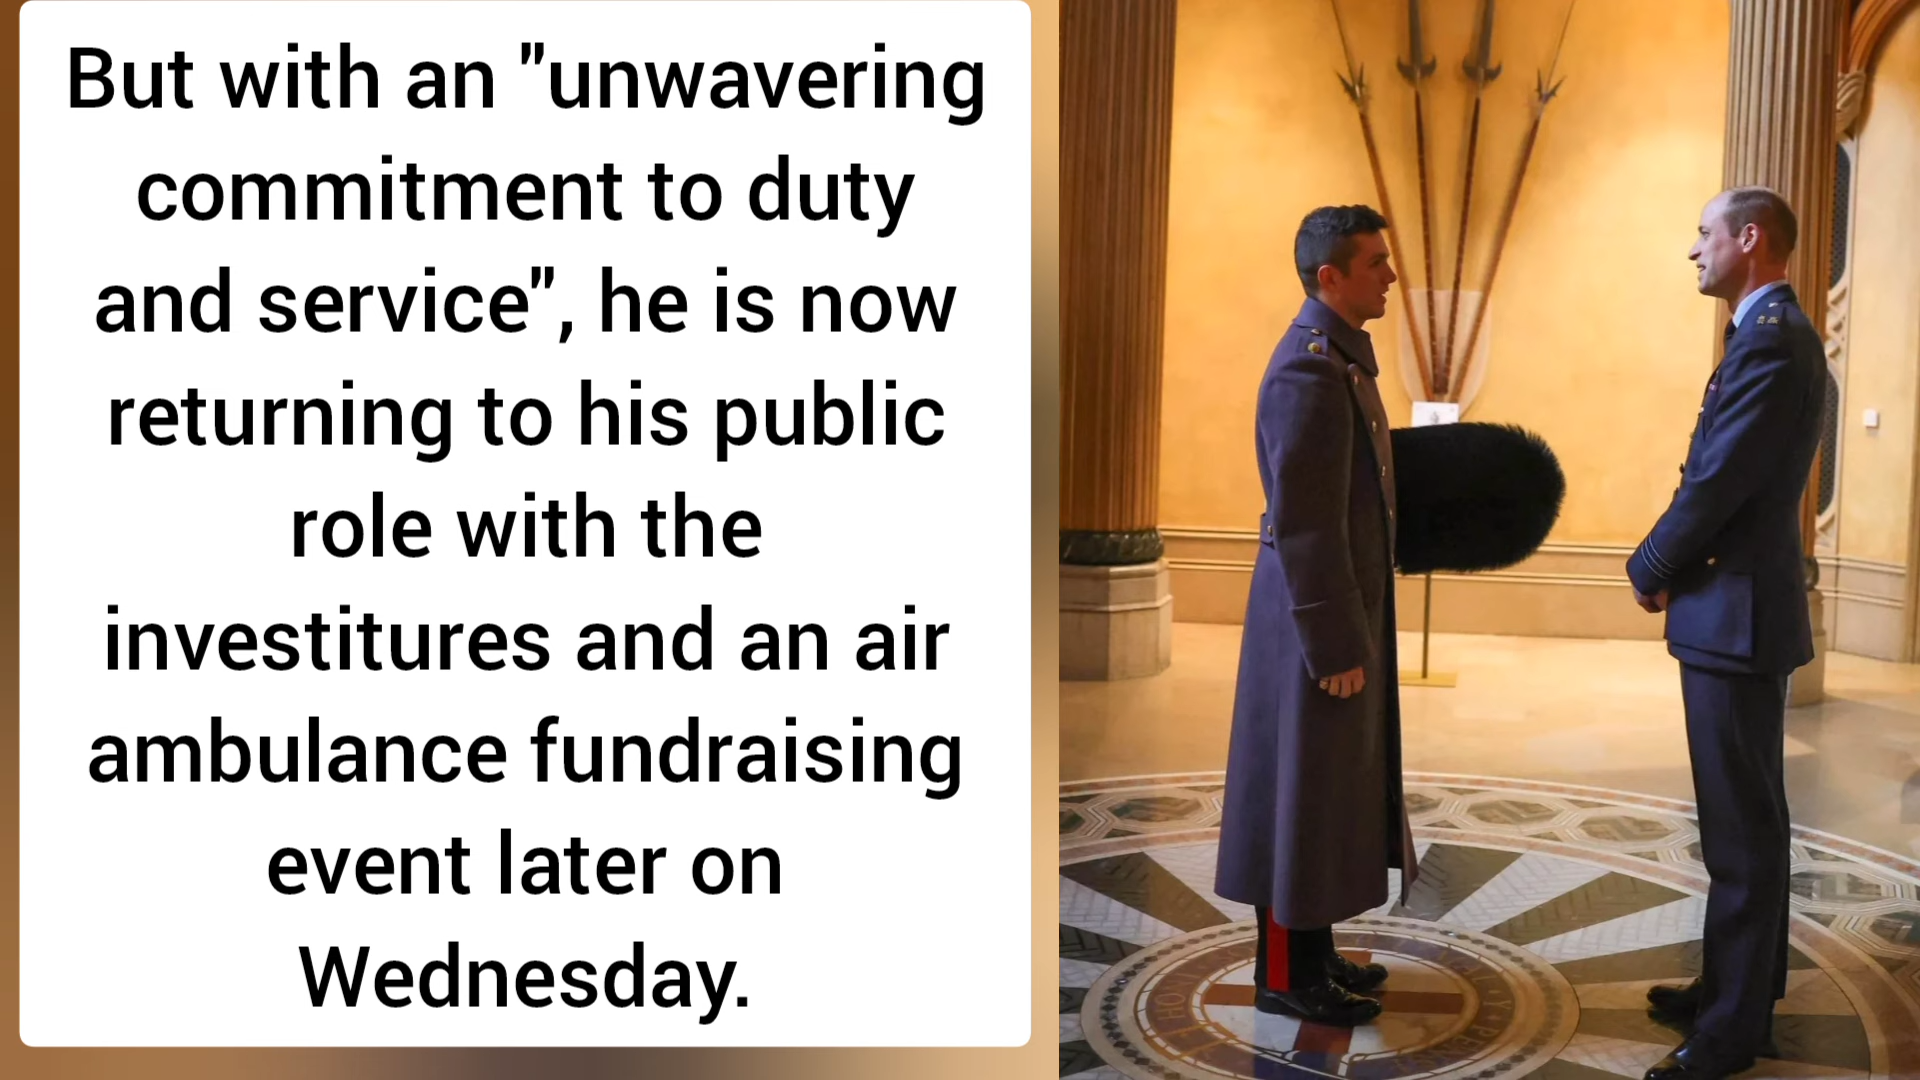 But with an "unwavering
commitment to duty
and service", he is now
returning to his public
role with the
investitures and an air
ambulance fundraising
event later on
Wednesday.